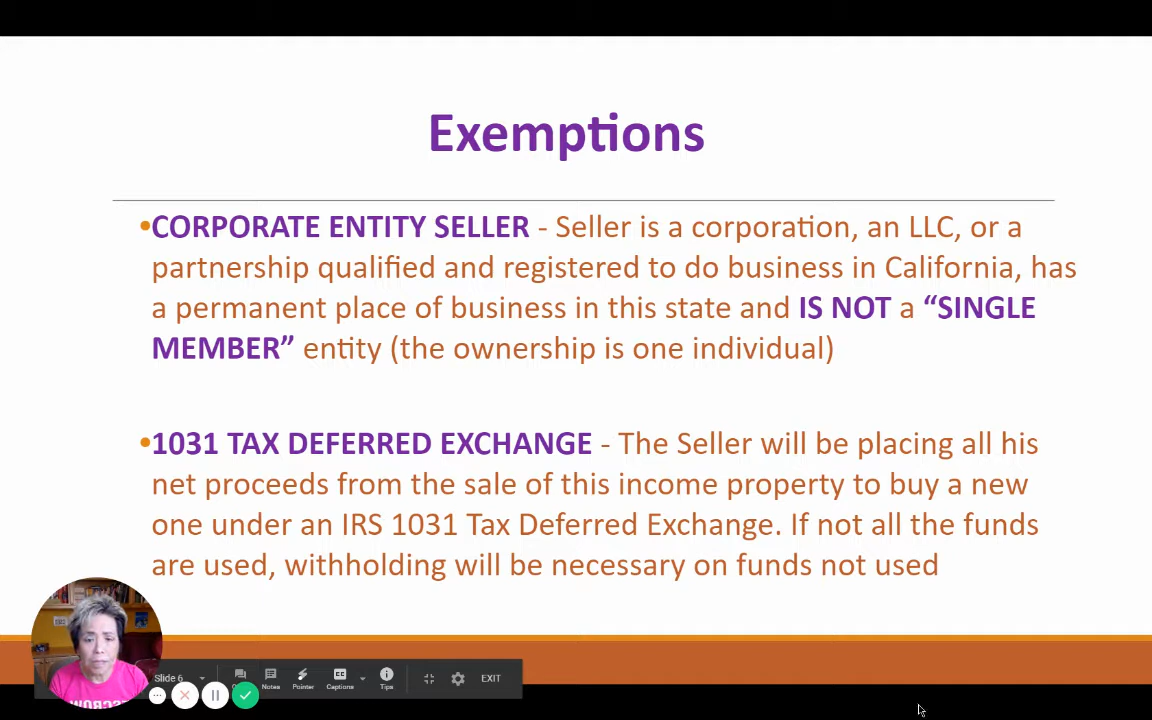 Exemptions
•CORPORATE ENTITY SELLER - Seller is a corporation, an LLC, or a
partnership qualified and registered to do business in California, has
a permanent place of business in this state and IS NOT a “SINGLE
MEMBER” entity (the ownership is one individual)
•1031 TAX DEFERRED EXCHANGE - The Seller will be placing all his
net proceeds from the sale of this income property to buy a new
one under an IRS 1031 Tax Deferred Exchange. If not all the funds
are used, withholding will be necessary on funds not used
Slide 6
Notes
Pointer
CC
Captions
Tips
EXIT